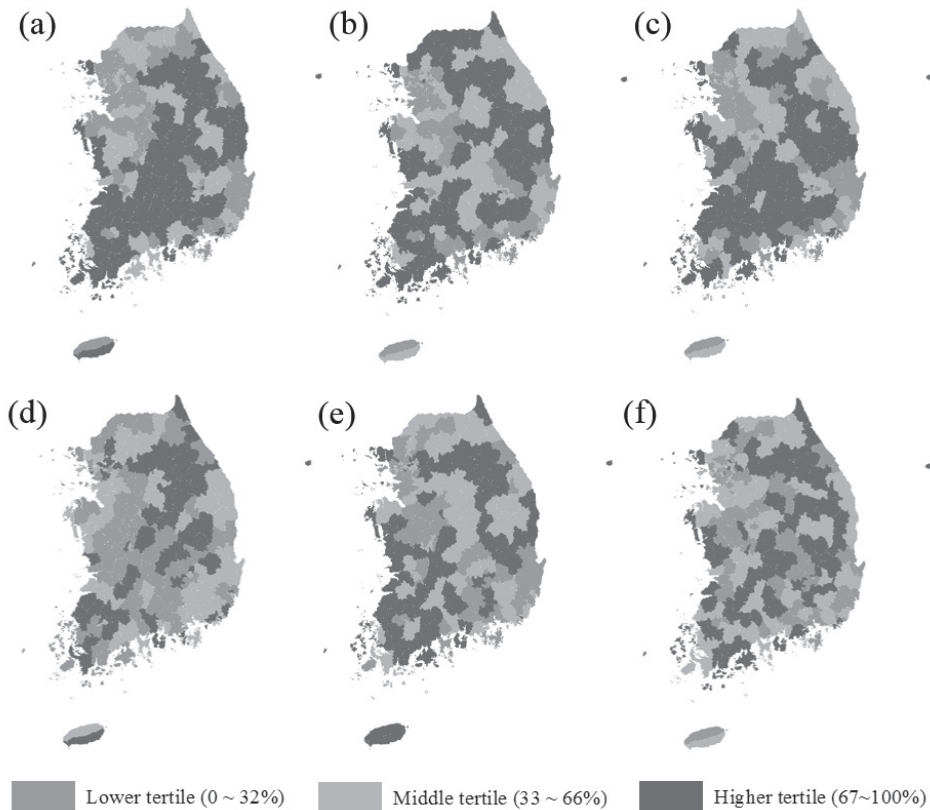 (a) (b) (c)
(d) (e) (f)
Lower tertile (0 ~ 32%) Middle tertile (33 ~ 66%) Higher tertile (67~100%)